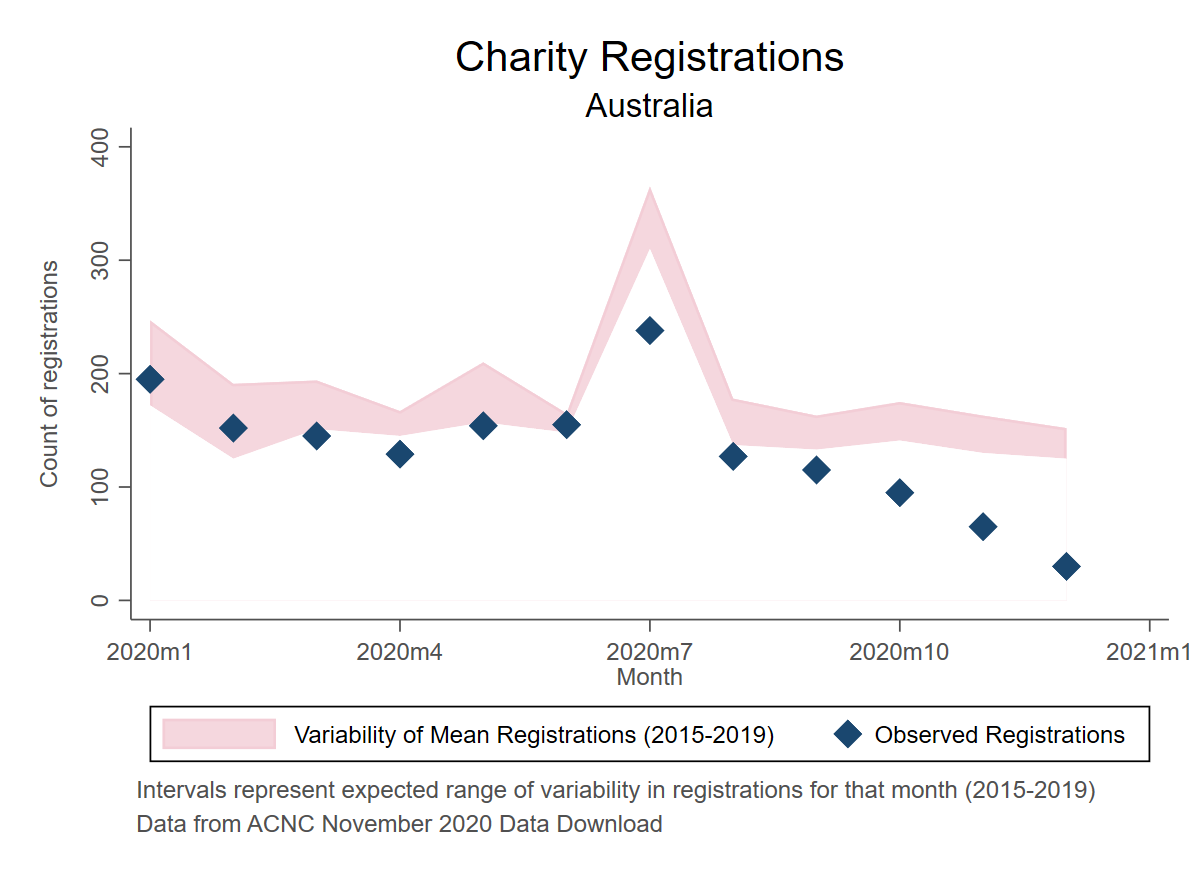 Charity Registrations
Australia
Count of registrations
400
300
200
100
0
2020m1 2020m4 2020m7 2020m10 2021m1
Month
Variability of Mean Registrations (2015-2019) Observed Registrations
Intervals represent expected range of variability in registrations for that month (2015-2019)
Data from ACNC November 2020 Data Download